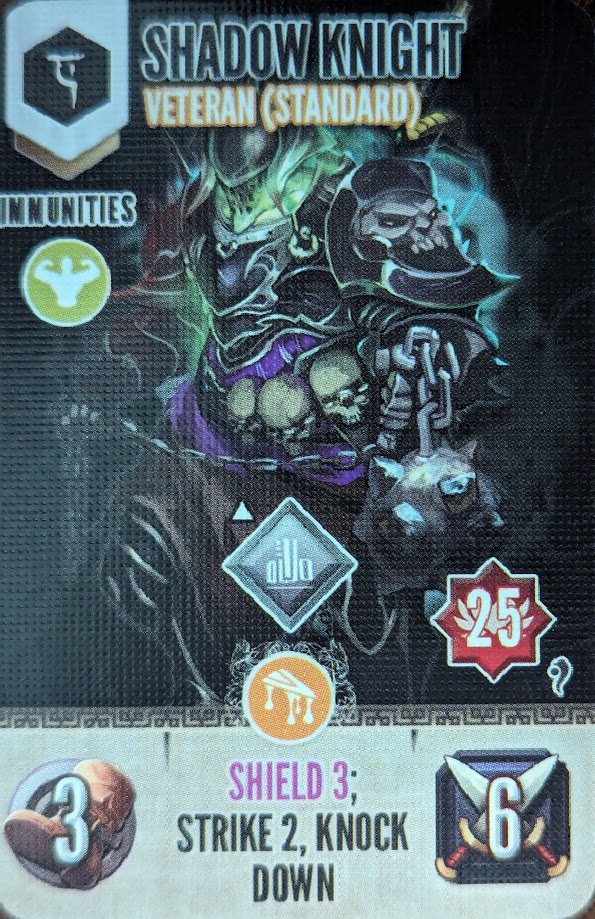 SHADOW KNIGHT
VETERAN (STANDARD)
IMMUNITIES
25
3
SHIELD 3;
STRIKE 2, KNOCK
DOWN
6